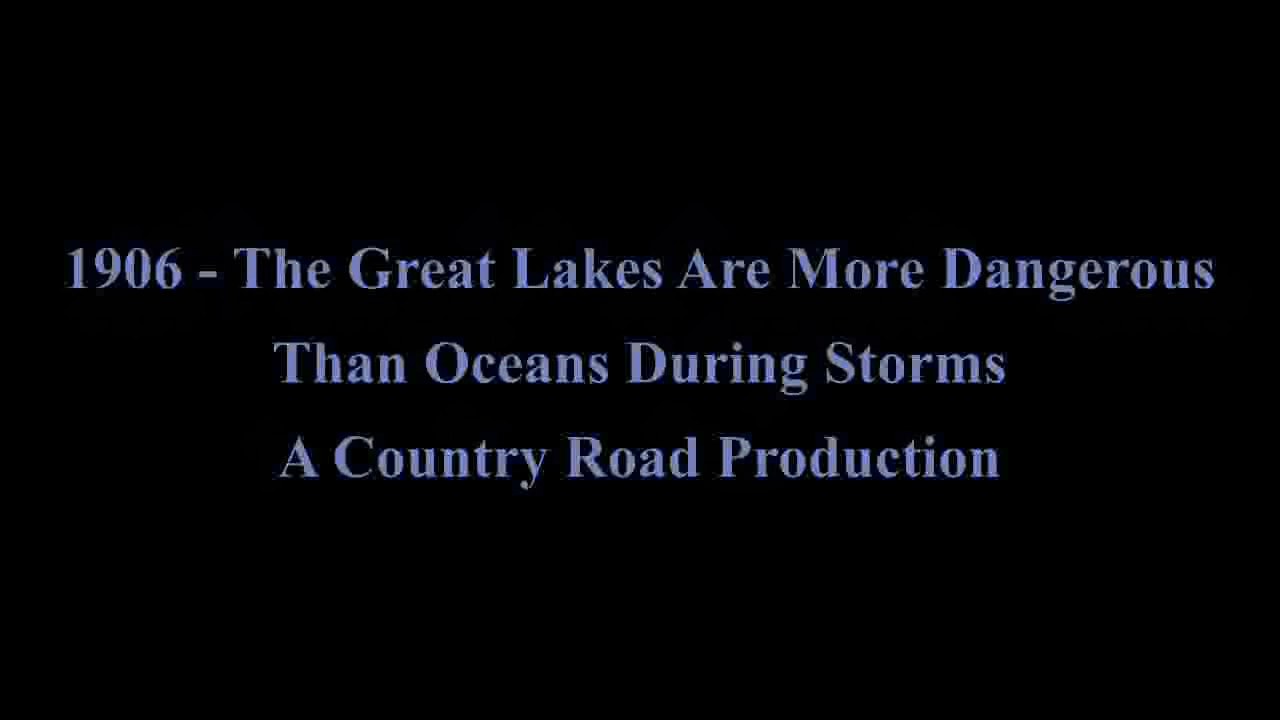 1906 - The Great Lakes Are More Dangerous
Than Oceans During Storms
A Country Road Production